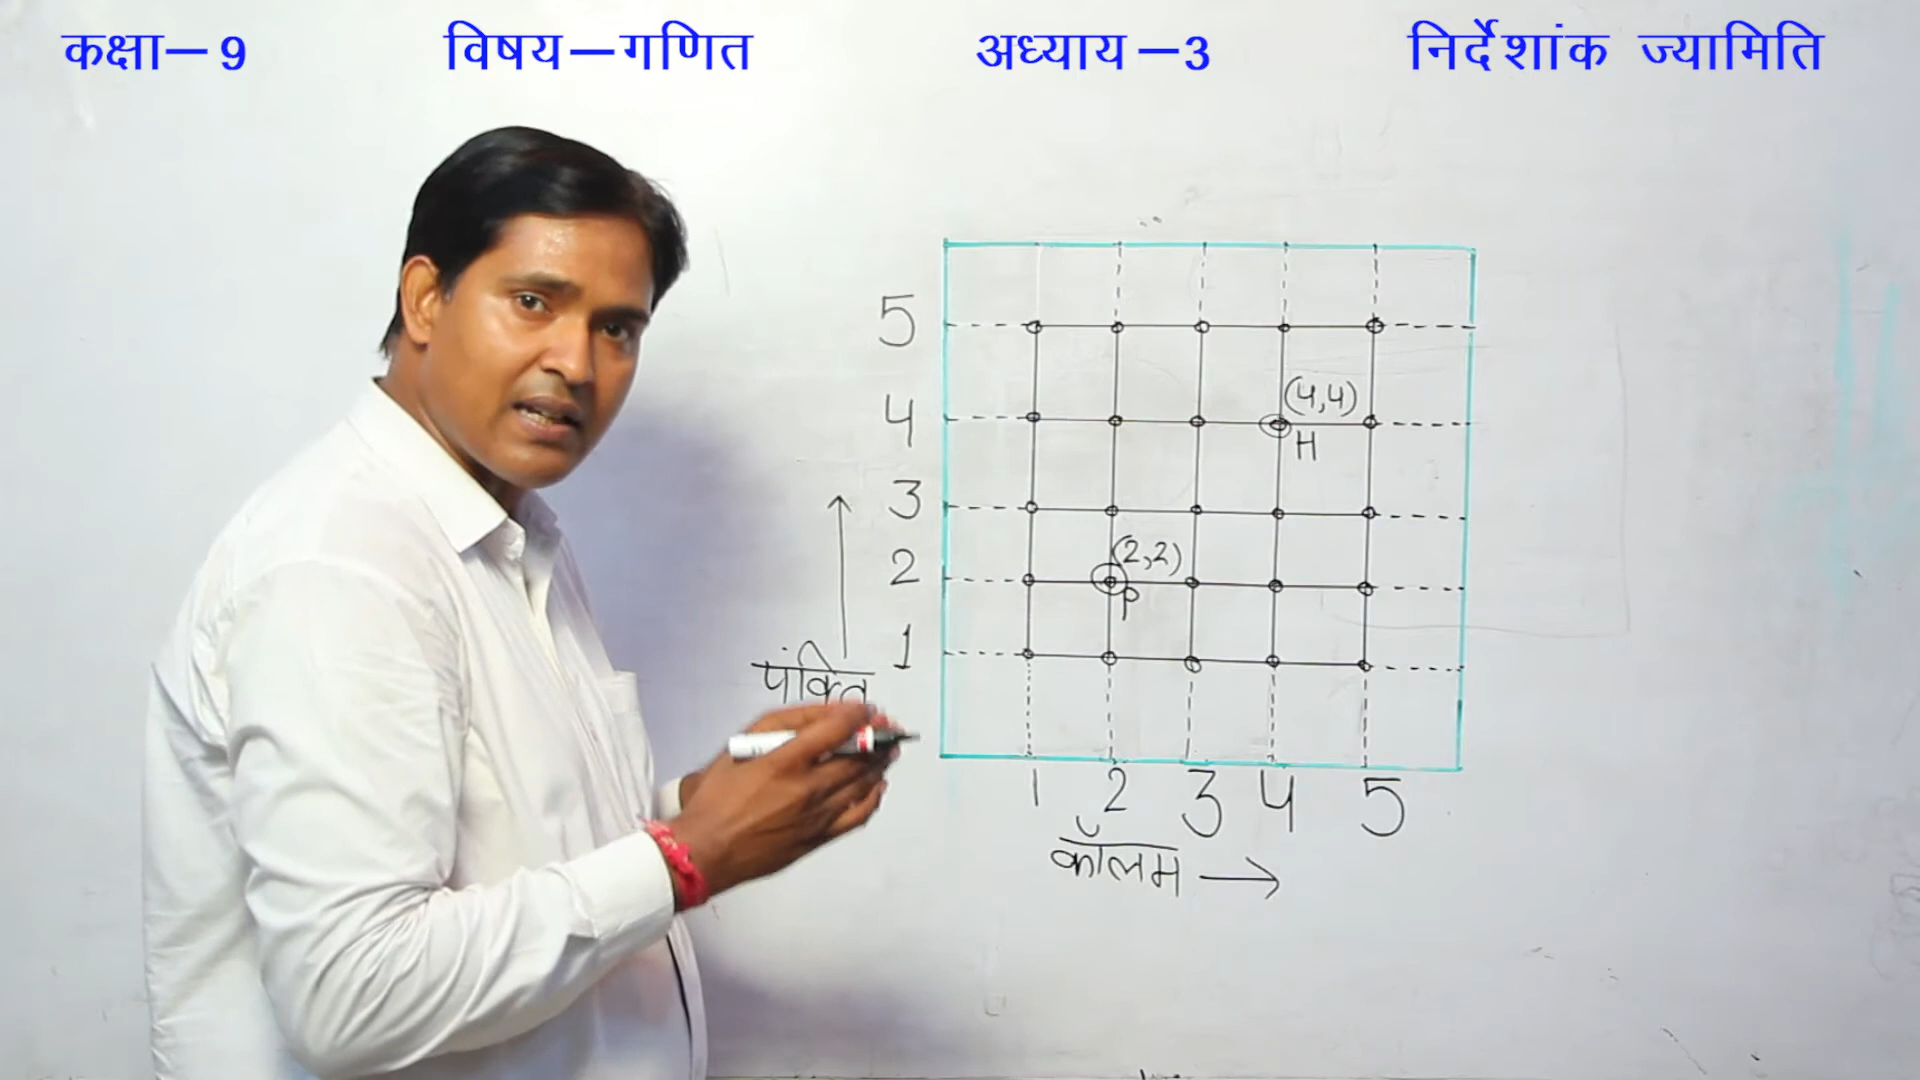 कक्षा–9 विषय–गणित अध्याय–3 निर्देशांक ज्यामिति
5
4
(4,4)
H
3
2
(2,2)
P
1
पंक्ति
1 2 3 4 5
कॉलम →